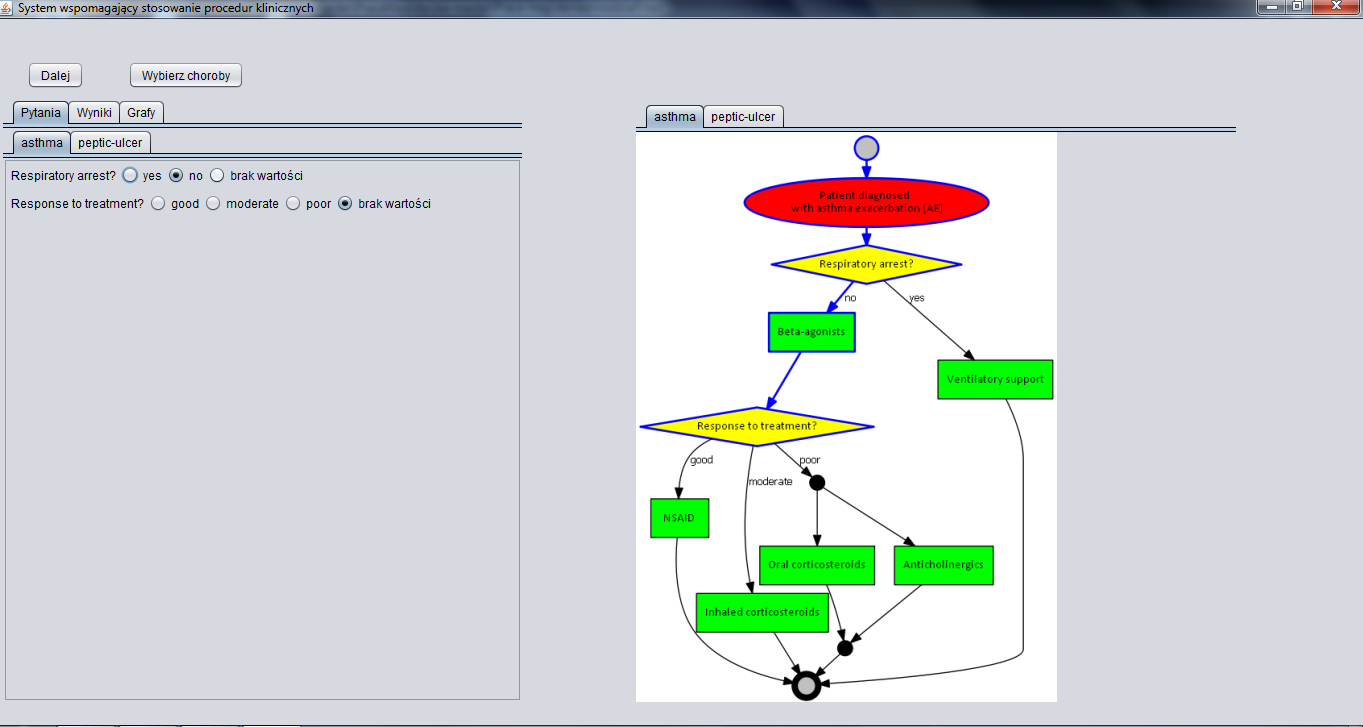 System wspomagający stosowanie procedur klinicznych
Dalej
Wybierz choroby
Pytania
Wyniki
Grafy
asthma
peptic-ulcer
Respiratory arrest? yes no brak wartości
Response to treatment? good moderate poor brak wartości
asthma
peptic-ulcer
Patient diagnosed
with asthma exacerbation [AE]
Respiratory arrest?
no
yes
Beta-agonists
Ventilatory support
Response to treatment?
good
poor
moderate
NSAID
Oral corticosteroids
Anticholinergics
Inhaled corticosteroids